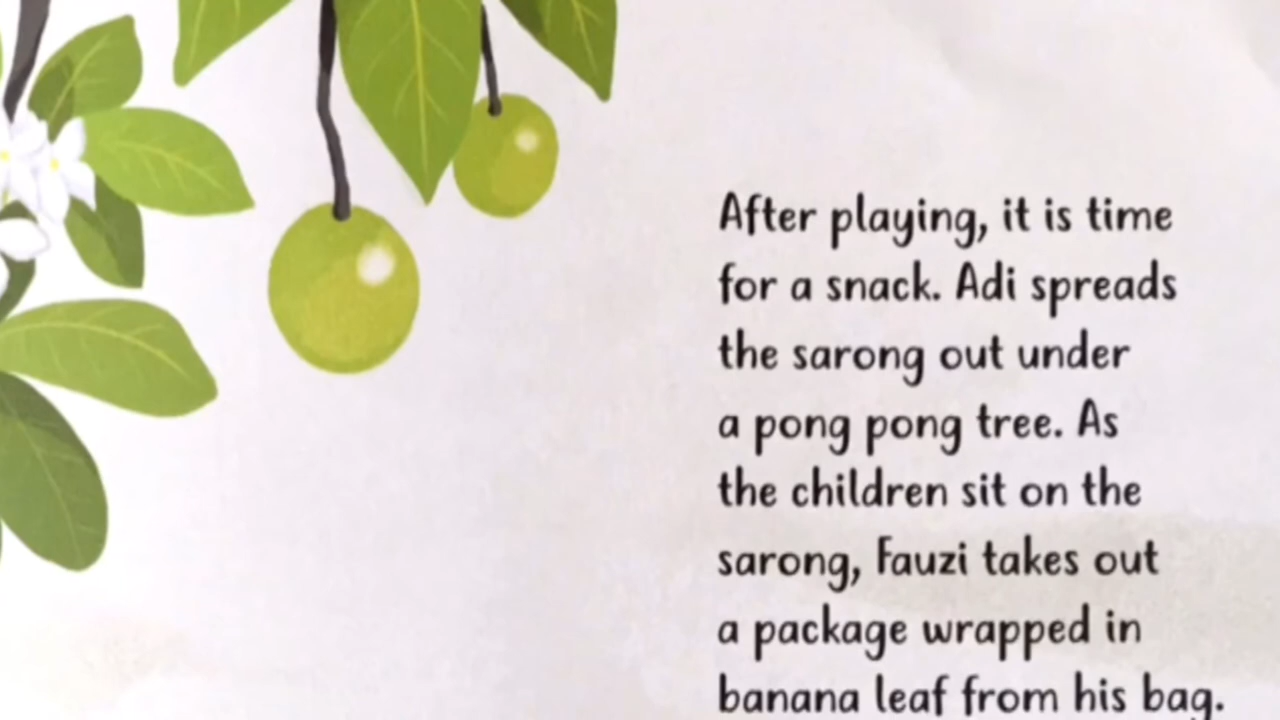 After playing, it is time
for a snack. Adi spreads
the sarong out under
a pong pong tree. As
the children sit on the
sarong, Fauzi takes out
a package wrapped in
banana leaf from his bag.